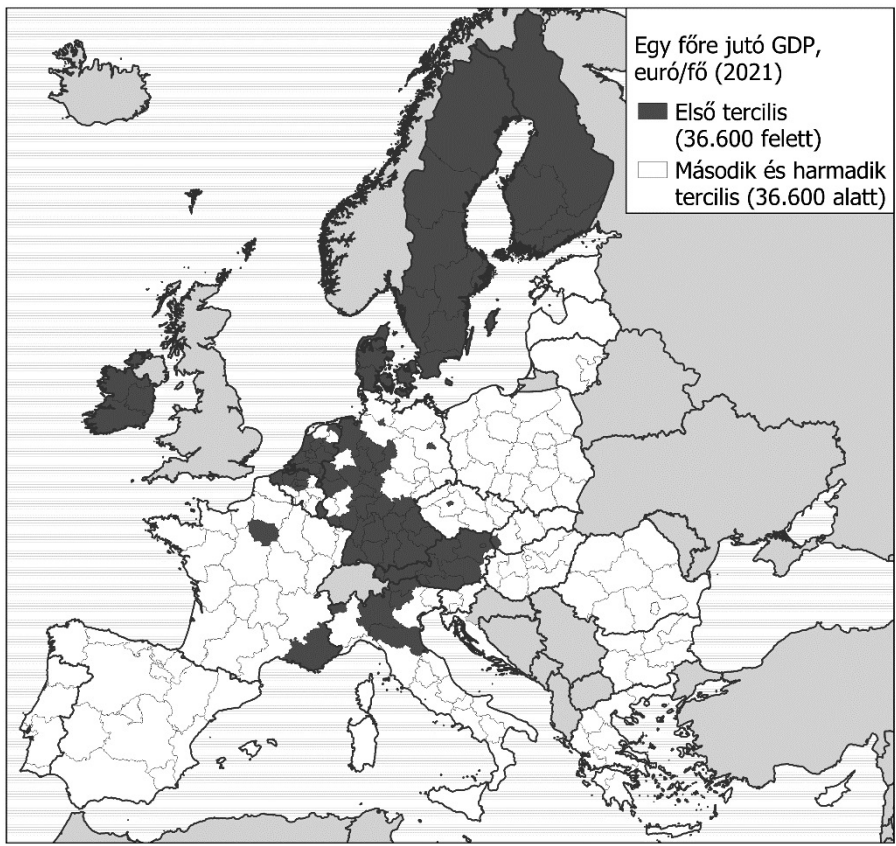 Egy főre jutó GDP,
euró/fő (2021)
Első tercilis
(36.600 felett)
Második és harmadik
tercilis (36.600 alatt)